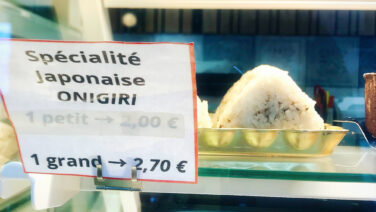 Spécialité
Japonaise
ONIGIRI
1 petit → 2,00 €
1 grand → 2,70 €